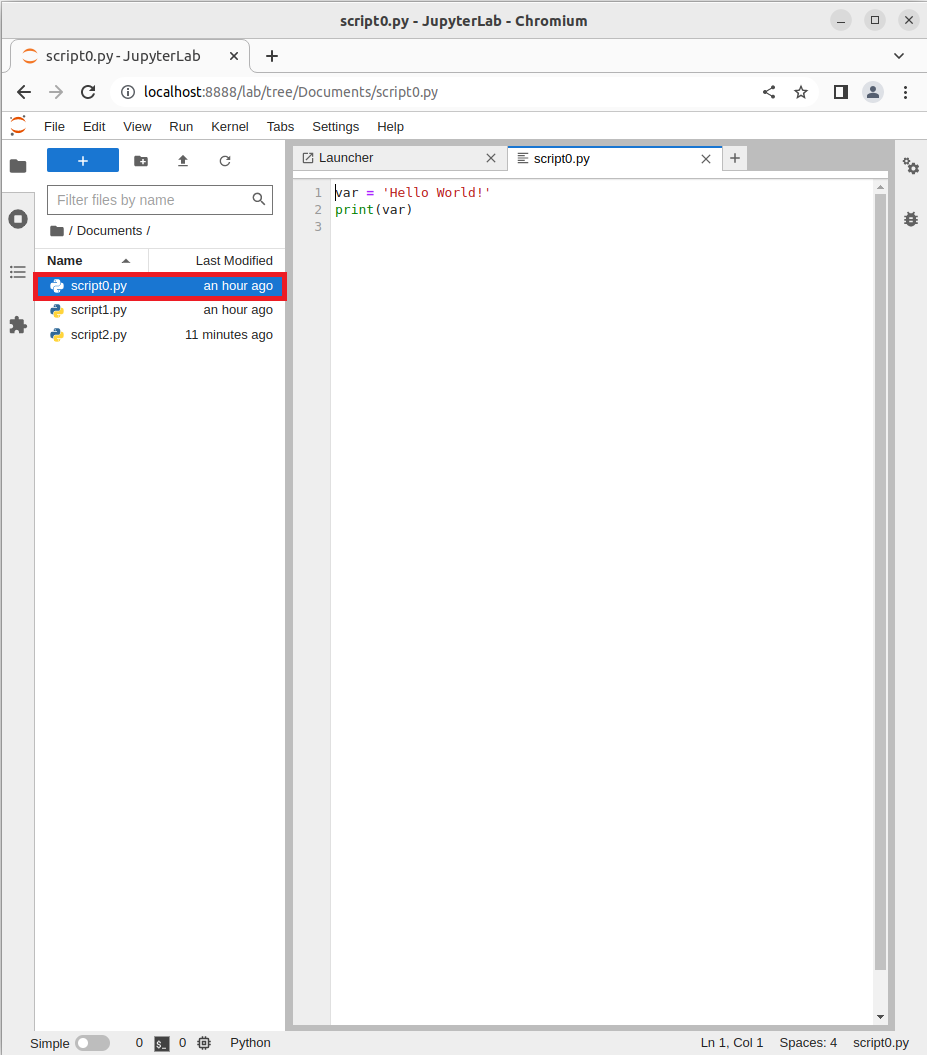 script0.py - JupyterLab - Chromium
script0.py - JupyterLab
localhost:8888/lab/tree/Documents/script0.py
File Edit View Run Kernel Tabs Settings Help
+
Launcher
script0.py
Filter files by name
/ Documents /
Name Last Modified
script0.py an hour ago
script1.py an hour ago
script2.py 11 minutes ago
1 var = 'Hello World!'
2 print(var)
3
Simple 0 $_ 0 Python Ln 1, Col 1 Spaces: 4 script0.py